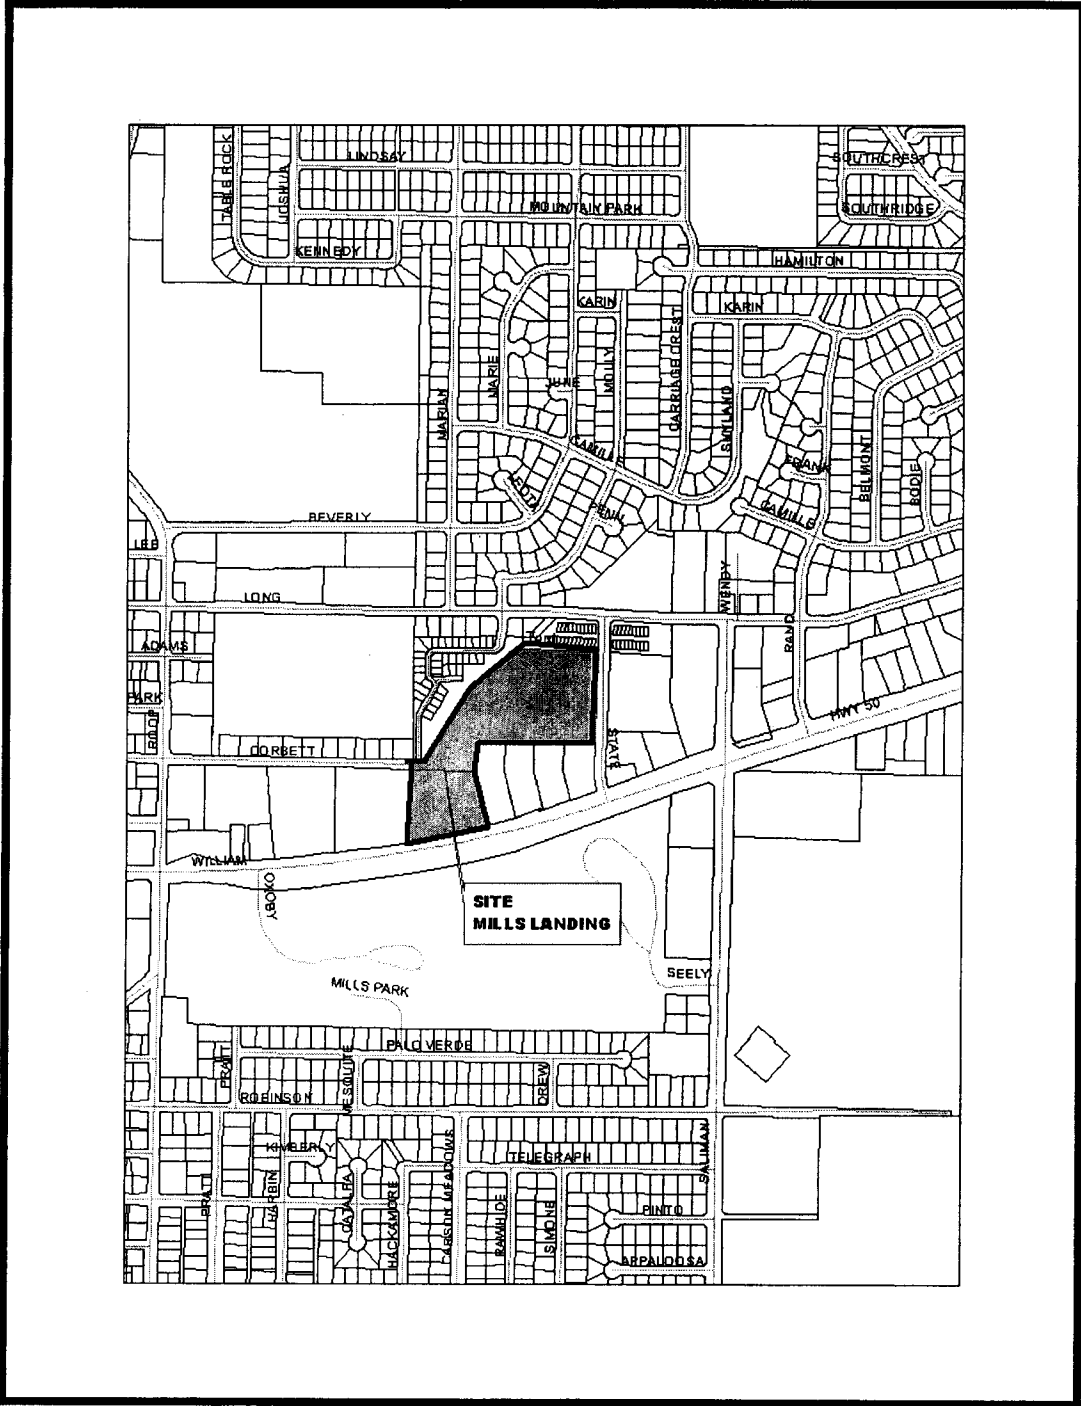 LINDSAY
SOUTHCREST
TABLE ROCK
JOSHUA
MOUNTAIN PARK
SOUTHRIDGE
KENNEDY
HAMILTON
KARIN
KARIN
CARRIAGE CREST
MARIE
JUNE
MOLLY
MARIAN
SHYLAND
CAMILLE
FRANK
BELMONT
BODIE
LEOTA
PENN
CAMILLE
BEVERLY
LEE
WENDY
LONG
RAND
ADAMS
PARK
ROOP
HWY 50
CORBETT
STATE
WILLIAM
OXOBY
SITE
MILLS LANDING
SEELY
MILLS PARK
PALO VERDE
PRATT
MESQUITE
DREW
ROBINSON
KIMBERLY
TELEGRAPH
SALIMAN
PRATT
HARBIN
CATALPA
HACKAMORE
CARSON MEADOWS
RAWHIDE
SIMONE
PINTO
APPALOOSA